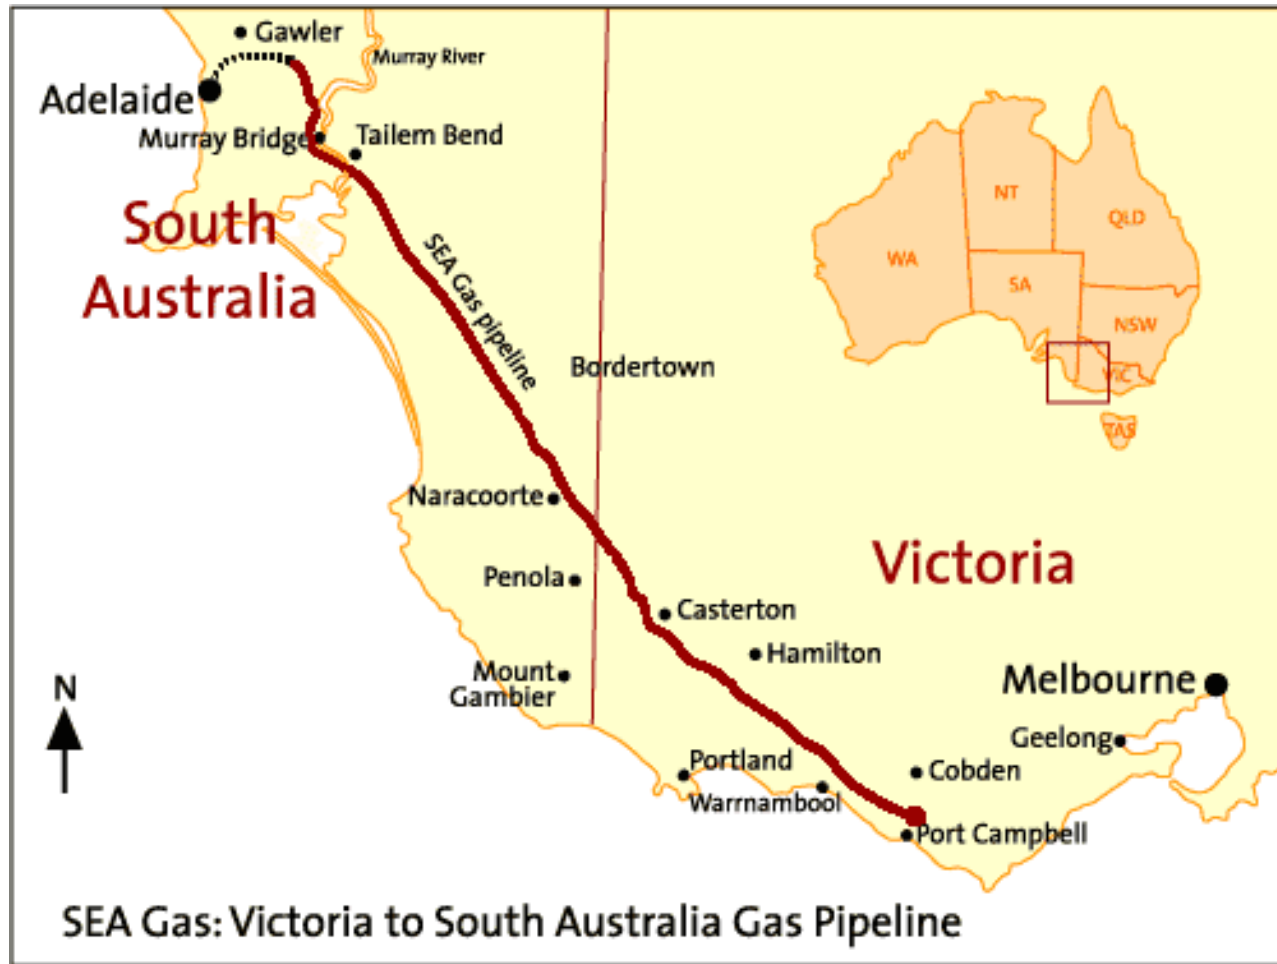 Gawler
Murray River
Adelaide
Murray Bridge
Tailem Bend
South
Australia
SEA Gas pipeline
Bordertown
NT
QLD
WA
SA
NSW
VIC
TAS
Naracoorte
Victoria
Penola
Casterton
Hamilton
Mount
Gambier
Melbourne
N
Geelong
Portland
Cobden
Warrnambool
Port Campbell
SEA Gas: Victoria to South Australia Gas Pipeline